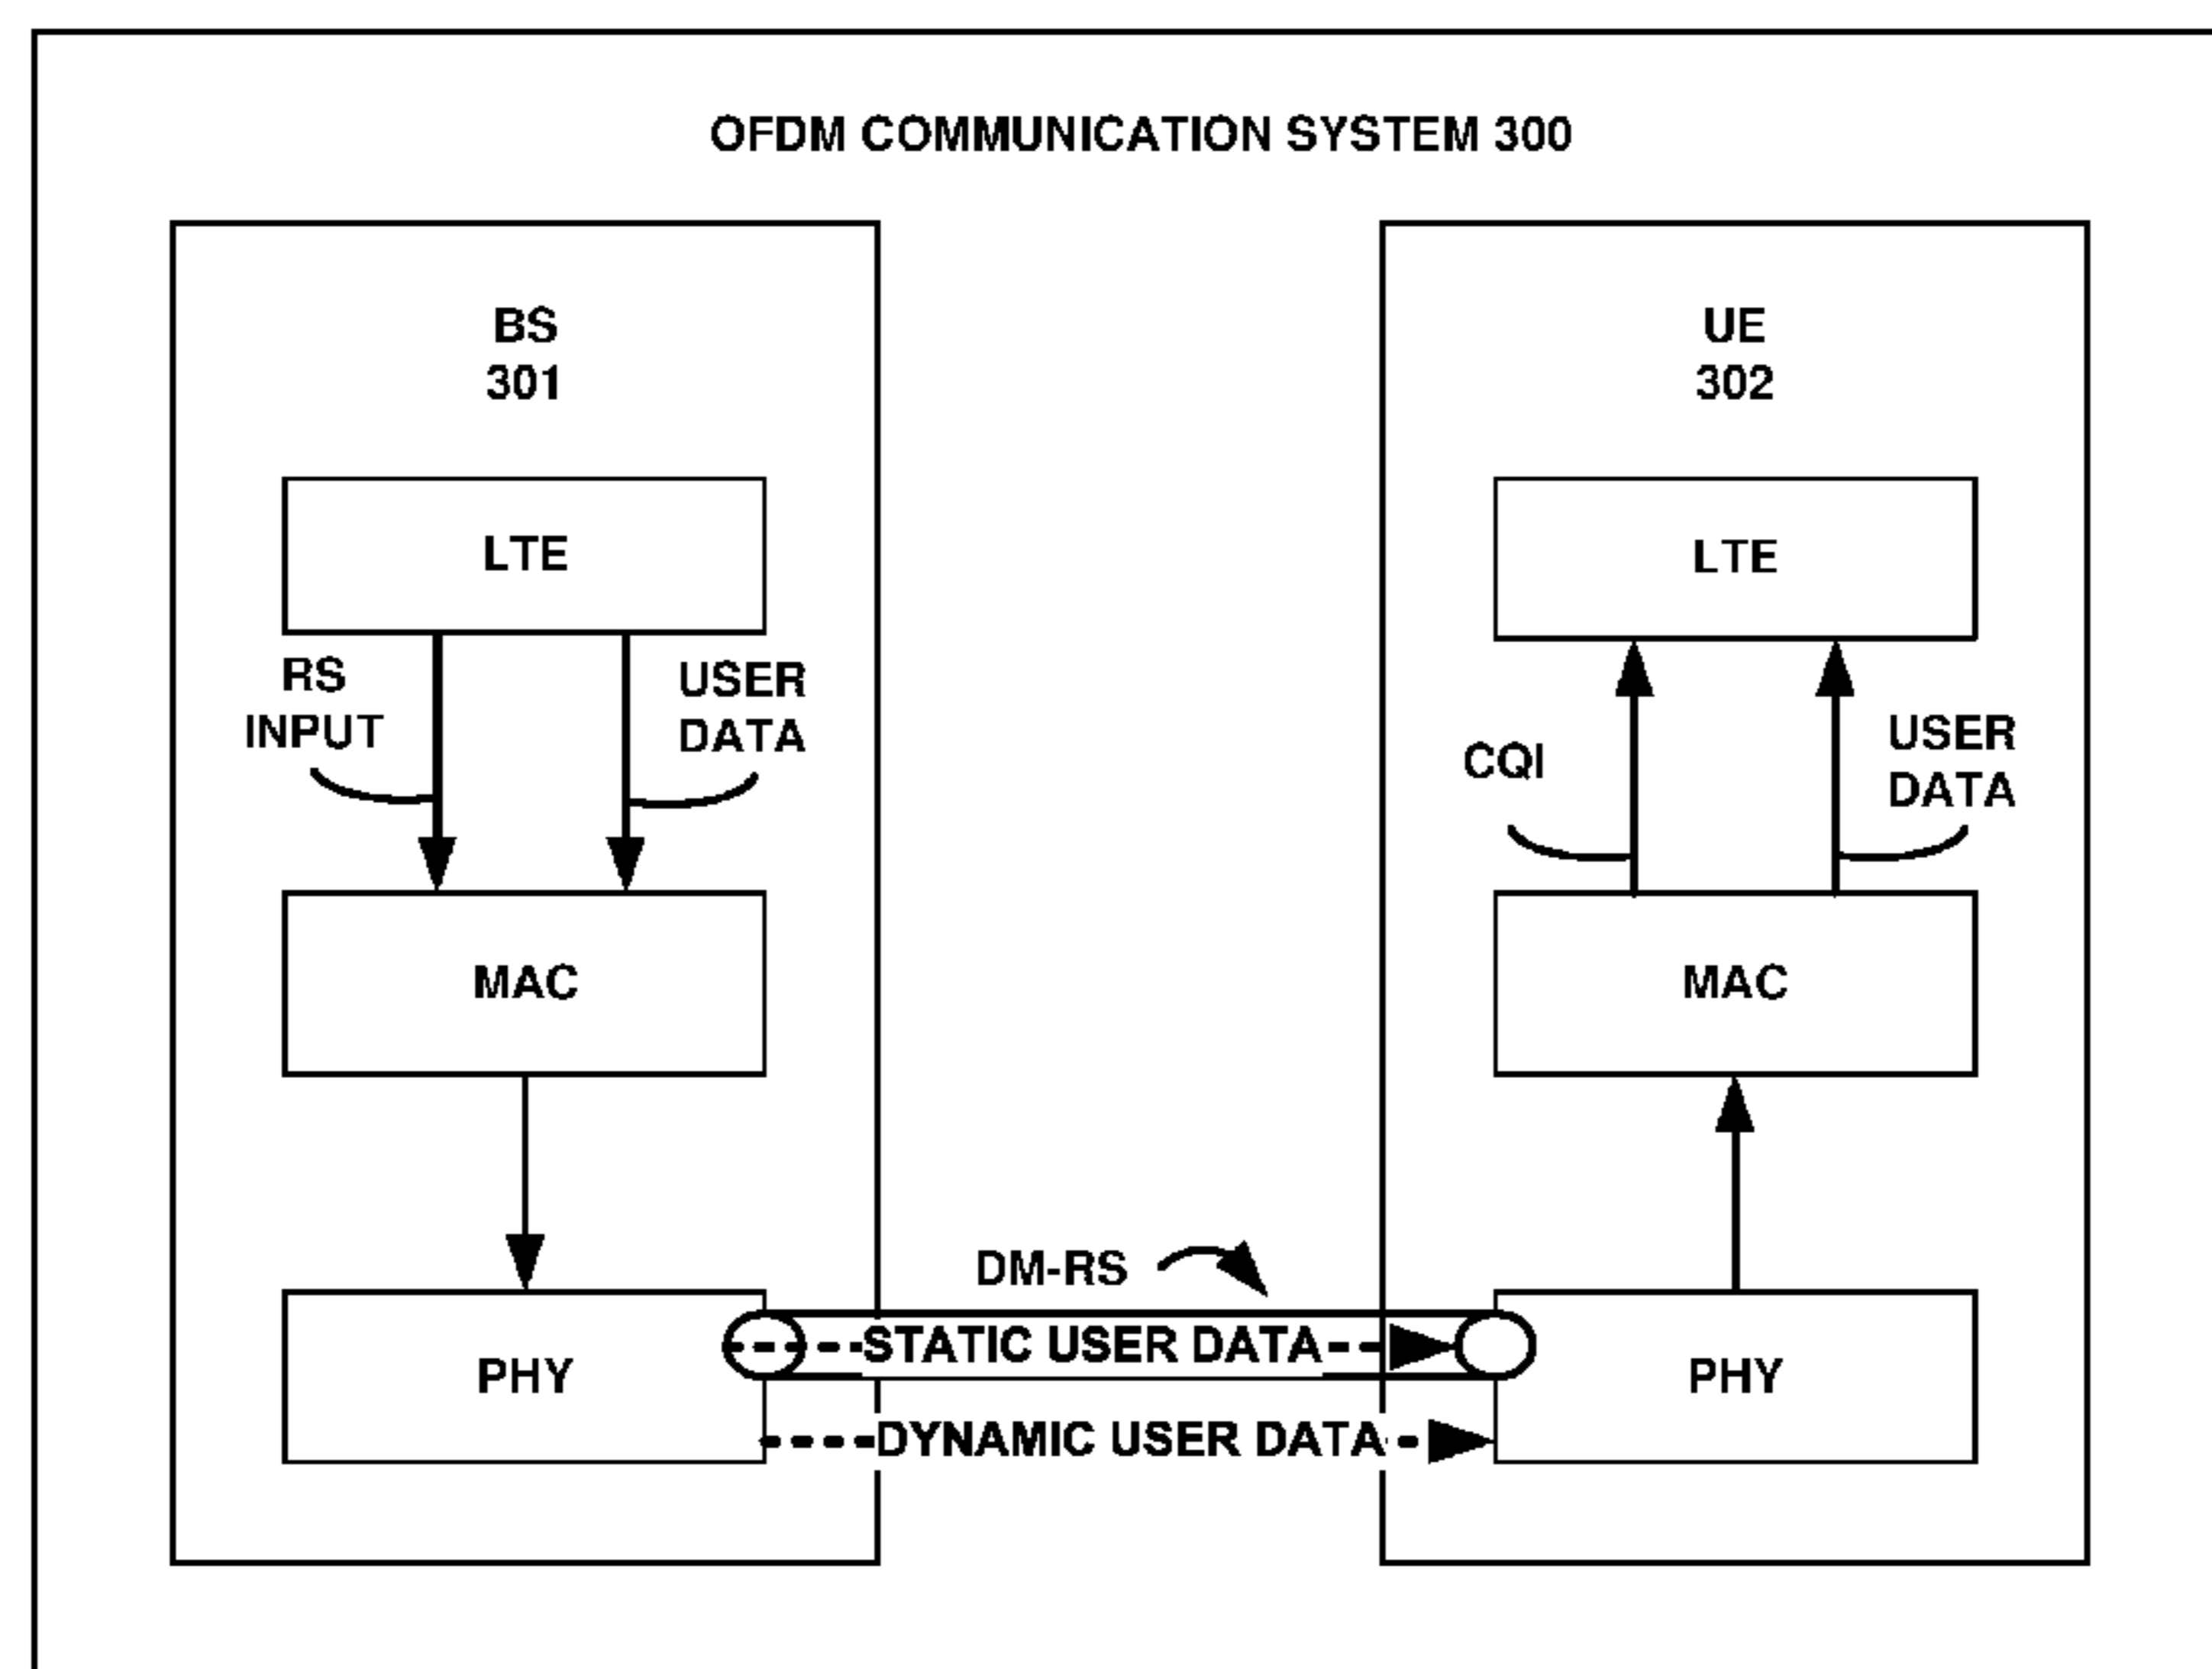 OFDM COMMUNICATION SYSTEM 300
BS
301
LTE
RS
INPUT
USER
DATA
MAC
PHY
UE
302
LTE
CQI
USER
DATA
MAC
PHY
DM-RS
STATIC USER DATA
DYNAMIC USER DATA